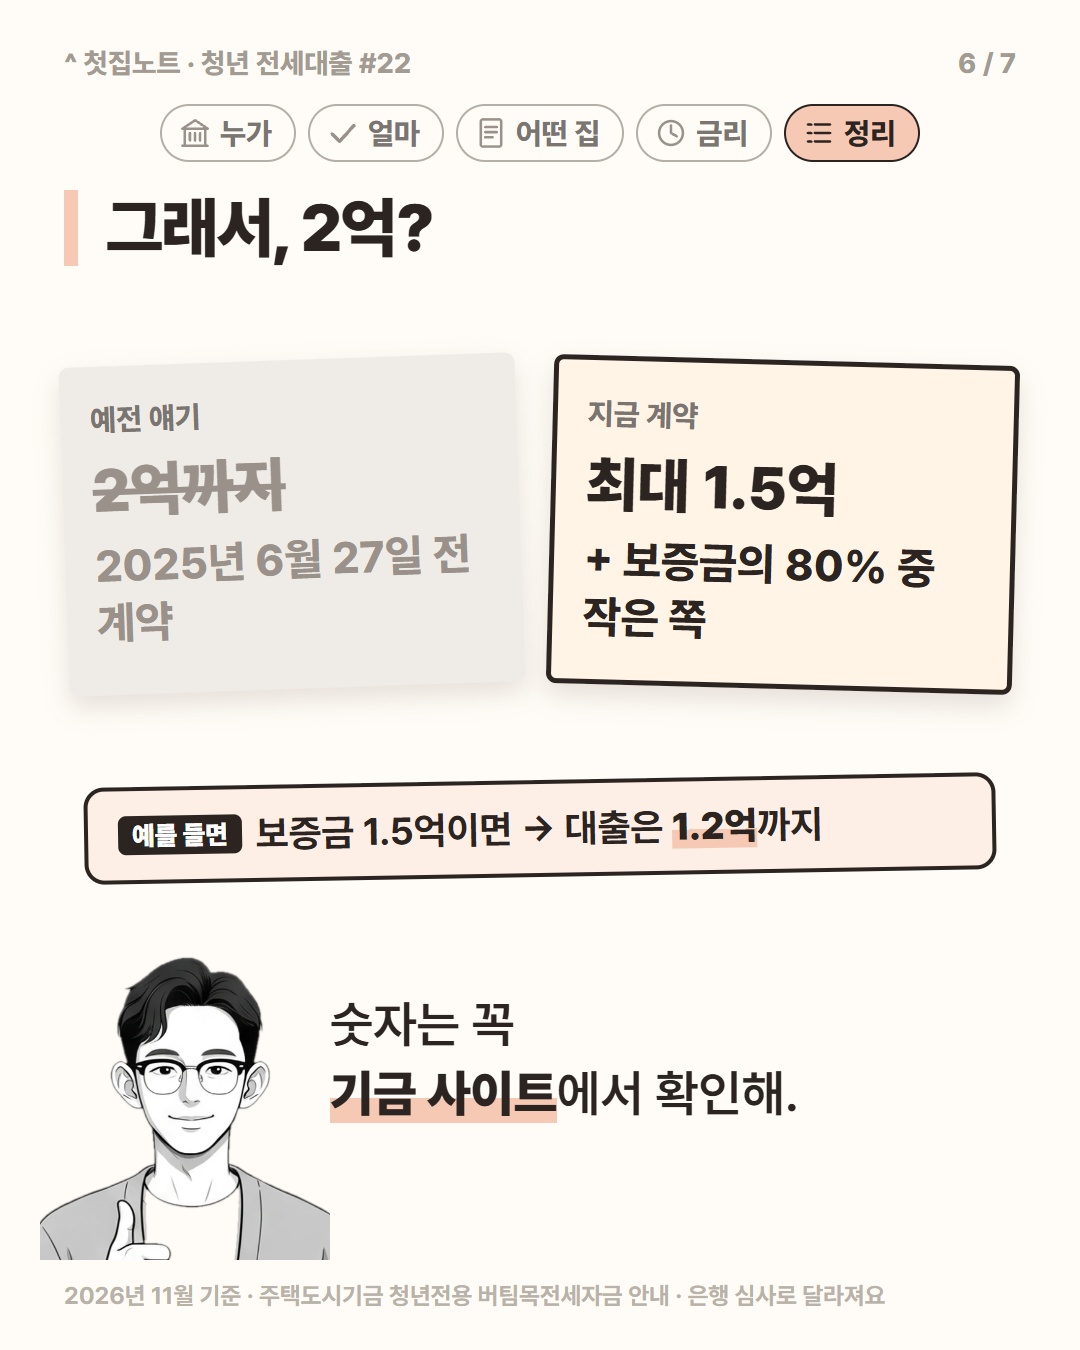 ^ 첫집노트 · 청년 전세대출 #22
6 / 7
누가
얼마
어떤 집
금리
정리
그래서, 2억?
예전 얘기
2억까지
2025년 6월 27일 전
계약
지금 계약
최대 1.5억
+ 보증금의 80% 중
작은 쪽
예를 들면 보증금 1.5억이면 → 대출은 1.2억까지
숫자는 꼭
기금 사이트에서 확인해.
2026년 11월 기준 · 주택도시기금 청년전용 버팀목전세자금 안내 · 은행 심사로 달라져요